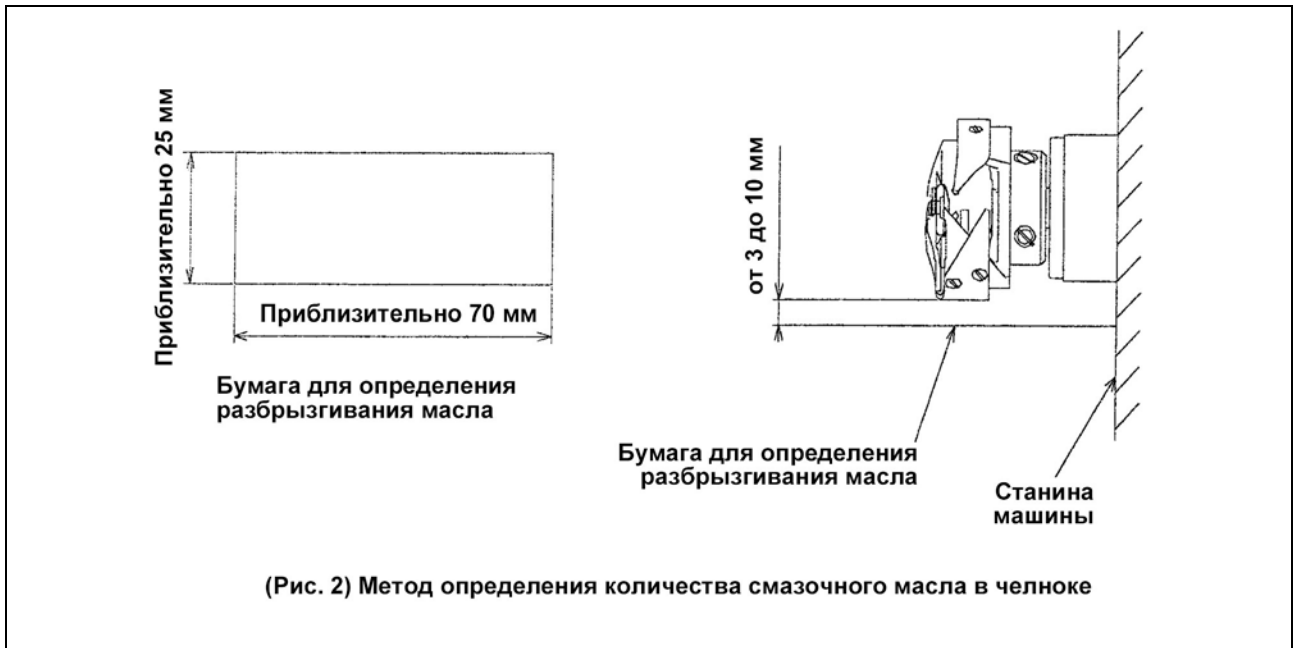 Приблизительно 25 мм
Приблизительно 70 мм
Бумага для определения
разбрызгивания масла
от 3 до 10 мм
Бумага для определения
разбрызгивания масла
Станина
машины
(Рис. 2) Метод определения количества смазочного масла в челноке